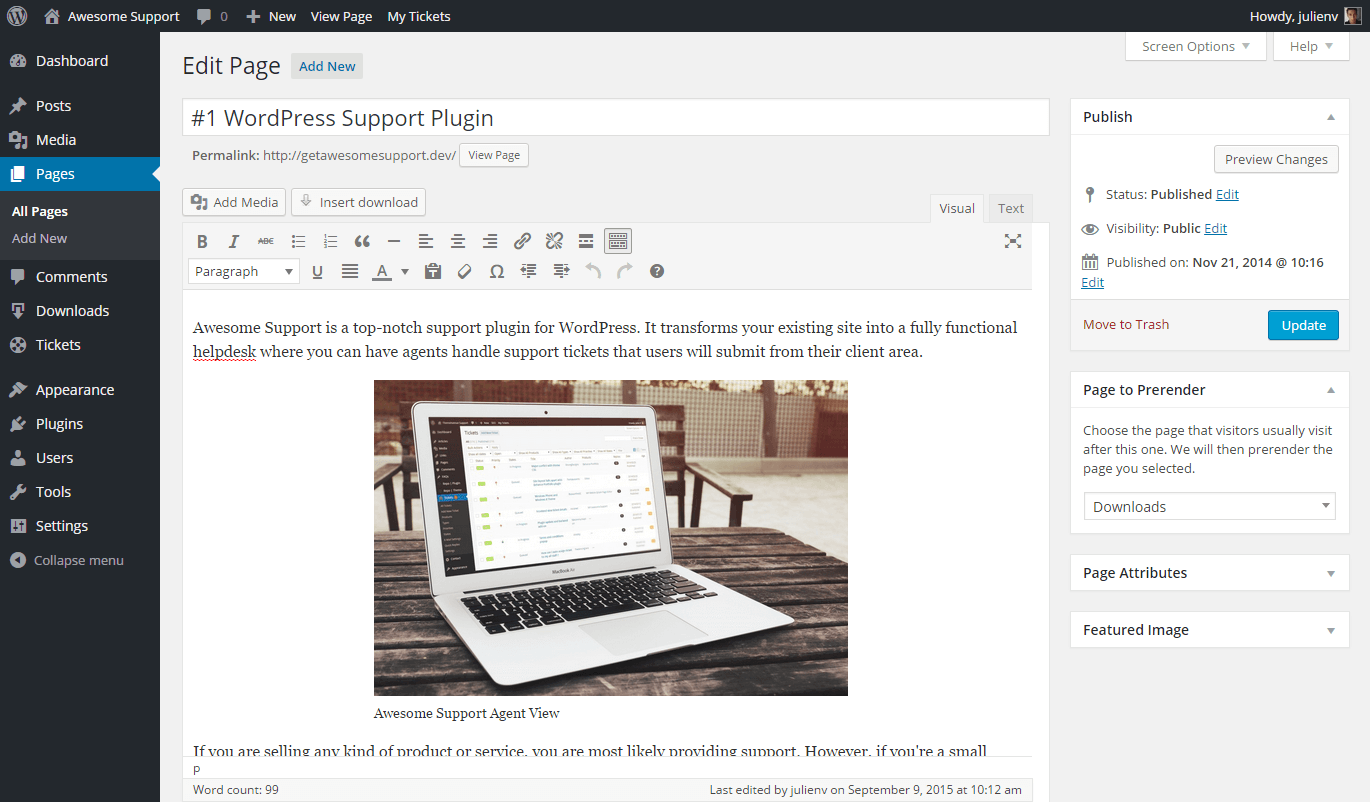 Awesome Support 0 New View Page My Tickets Howdy, julienv
Screen Options Help
Dashboard
Posts
Media
Pages
All Pages
Add New
Comments
Downloads
Tickets
Appearance
Plugins
Users
Tools
Settings
Collapse menu
Edit Page Add New
#1 WordPress Support Plugin
Permalink: http://getawesomesupport.dev/ View Page
Add Media Insert download
Visual Text
B I ABC
Paragraph U A Ω
Awesome Support is a top-notch support plugin for WordPress. It transforms your existing site into a fully functional
helpdesk where you can have agents handle support tickets that users will submit from their client area.
Tickets
MacBook Air
Awesome Support Agent View
If you are selling any kind of product or service, you are most likely providing support. However, if you're a small
p
Word count: 99 Last edited by julienv on September 9, 2015 at 10:12 am
Publish
Preview Changes
Status: Published Edit
Visibility: Public Edit
Published on: Nov 21, 2014 @ 10:16
Edit
Move to Trash Update
Page to Prerender
Choose the page that visitors usually visit
after this one. We will then prerender the
page you selected.
Downloads
Page Attributes
Featured Image